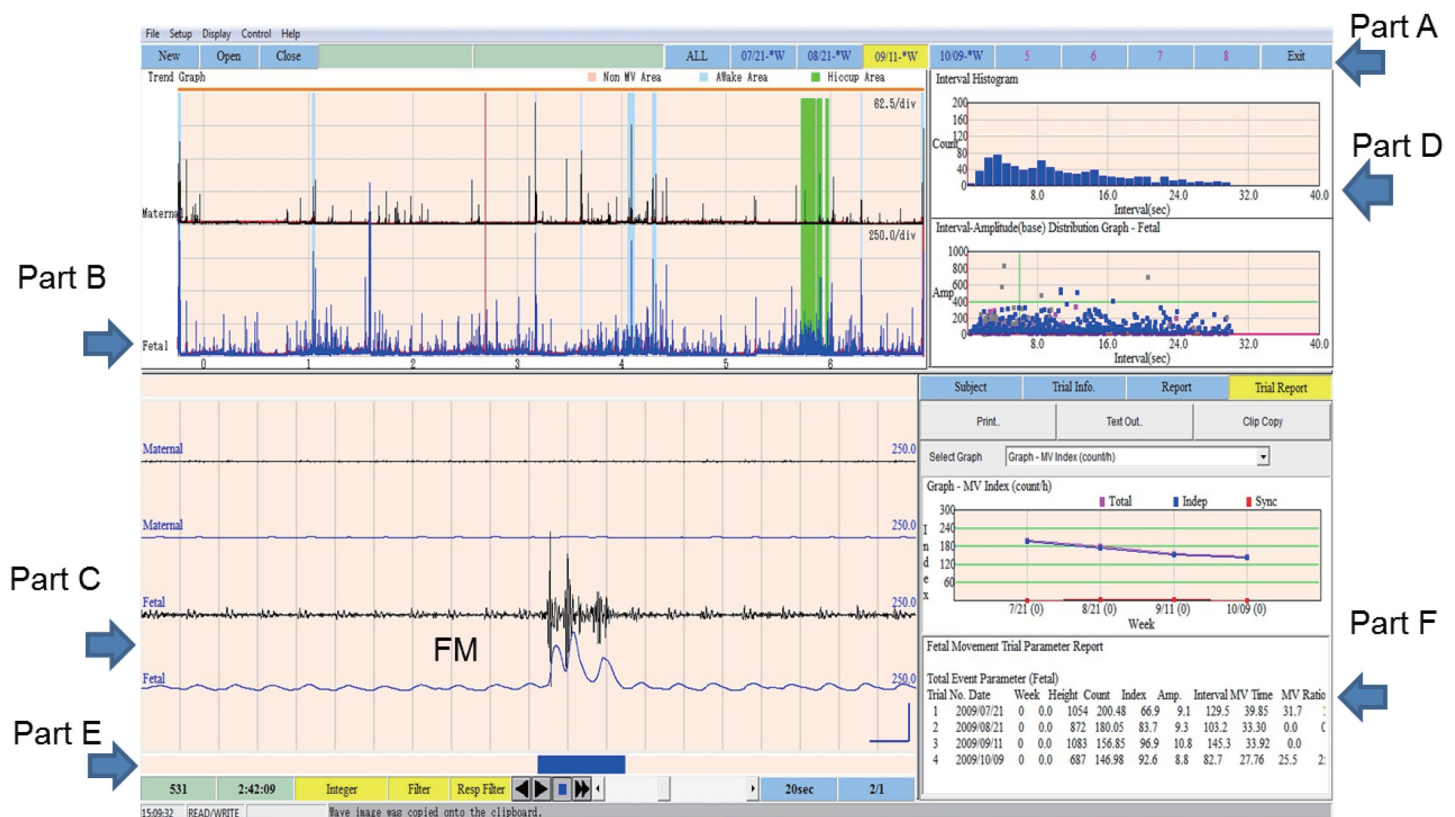 Part A
File Setup Display Control Help
New Open Close ALL 07/21-*W 08/21-*W 09/11-*W 10/09-*W 5 6 7 8 Exit
Trend Graph Non MV Area AWake Area Hiccup Area
62.5/div
Maternal
250.0/div
Fetal
0 1 2 3 4 5 6
Part B
Interval Histogram
200
160
120
Count
80
40
0
8.0 16.0 24.0 32.0 40.0
Interval(sec)
Part D
Interval-Amplitude(base) Distribution Graph - Fetal
1000
800
600
Amp
400
200
0
8.0 16.0 24.0 32.0 40.0
Interval(sec)
Maternal 250.0
Maternal 250.0
Part C
Fetal 250.0
FM
Fetal 250.0
Part E
531 2:42:09 Integer Filter Resp Filter 20sec 2/1
15:09:32 READ/WRITE Wave image was copied onto the clipboard.
Subject Trial Info. Report Trial Report
Print.. Text Out.. Clip Copy
Select Graph Graph - MV Index (count/h)
Graph - MV Index (count/h)
Total Indep Sync
300
240
180
120
60
Index
7/21 (0) 8/21 (0) 9/11 (0) 10/09 (0)
Week
Part F
Fetal Movement Trial Parameter Report
Total Event Parameter (Fetal)
Trial No. Date Week Height Count Index Amp. Interval MV Time MV Ratio
1 2009/07/21 0 0.0 1054 200.48 66.9 9.1 129.5 39.85 31.7
2 2009/08/21 0 0.0 872 180.05 83.7 9.3 103.2 33.30 0.0
3 2009/09/11 0 0.0 1083 156.85 96.9 10.8 145.3 33.92 0.0
4 2009/10/09 0 0.0 687 146.98 92.6 8.8 82.7 27.76 25.5